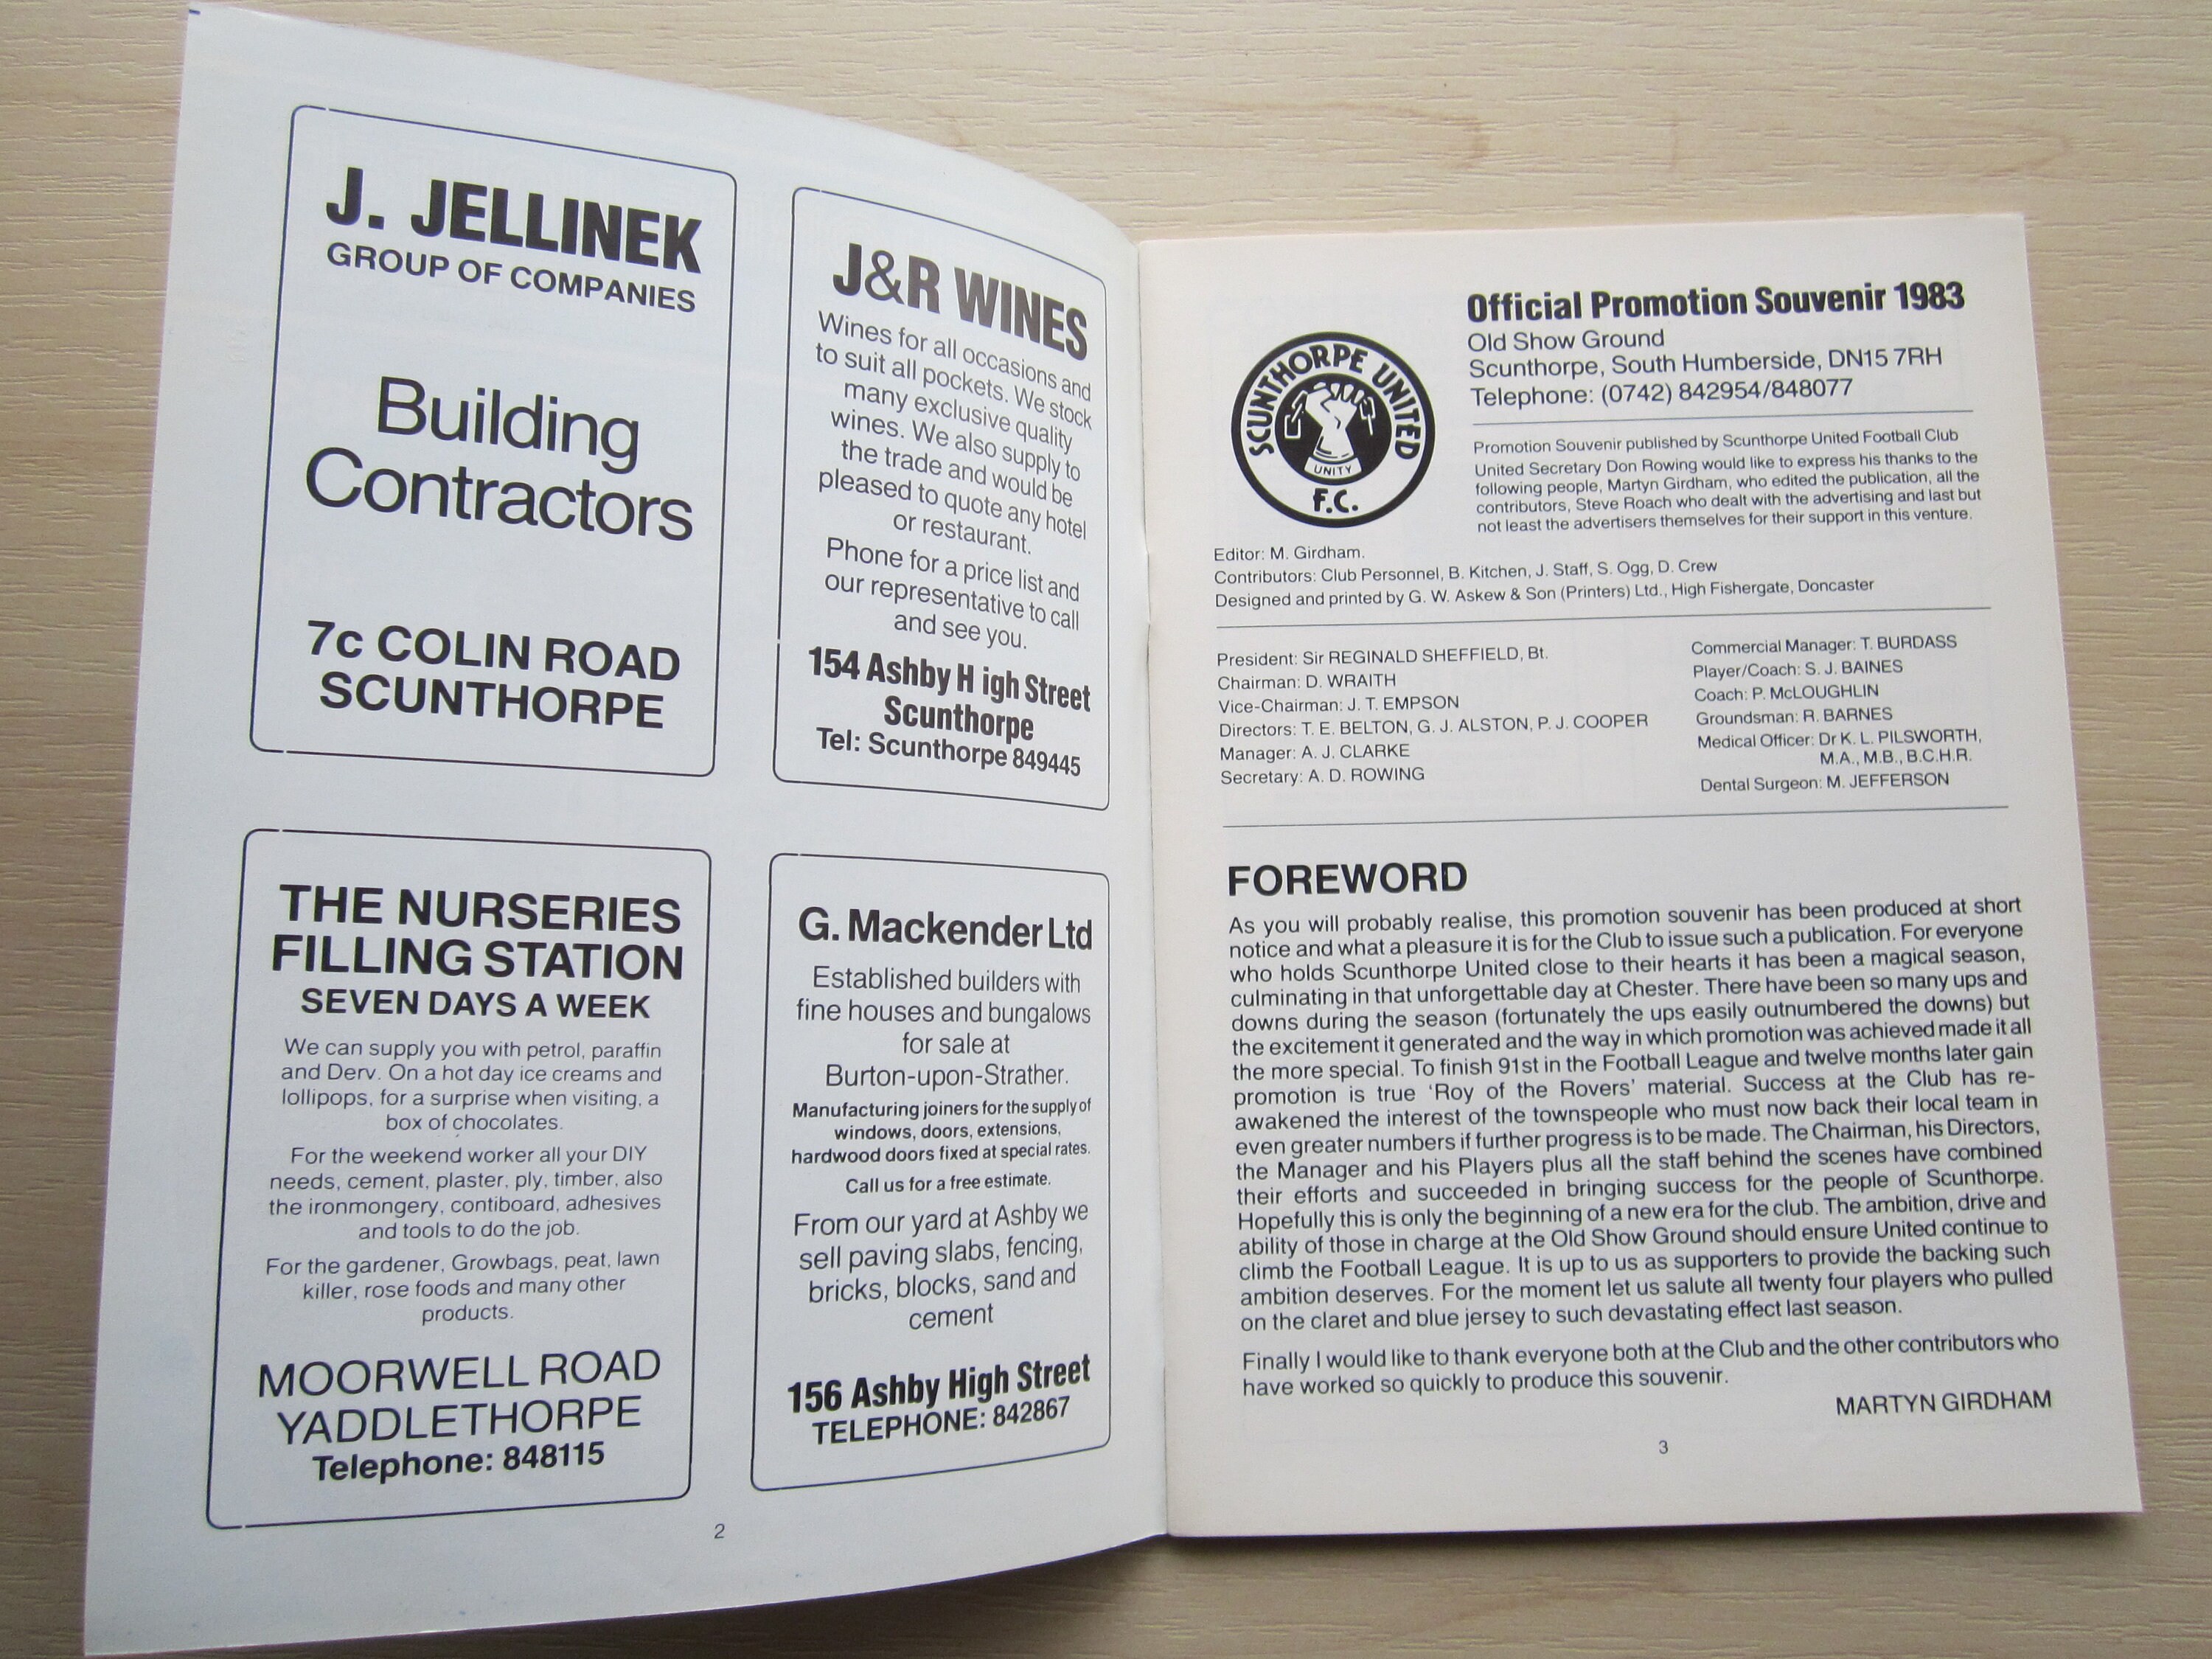 J. JELLINEK
GROUP OF COMPANIES
Building
Contractors
7c COLIN ROAD
SCUNTHORPE
J&R WINES
Wines for all occasions and
to suit all pockets. We stock
many exclusive quality
wines. We also supply to
the trade and would be
pleased to quote any hotel
or restaurant.
Phone for a price list and
our representative to call
and see you.
154 Ashby H igh Street
Scunthorpe
Tel: Scunthorpe 849445
THE NURSERIES
FILLING STATION
SEVEN DAYS A WEEK
We can supply you with petrol, paraffin
and Derv. On a hot day ice creams and
lollipops, for a surprise when visiting, a
box of chocolates.
For the weekend worker all your DIY
needs, cement, plaster, ply, timber, also
the ironmongery, contiboard, adhesives
and tools to do the job.
For the gardener, Growbags, peat, lawn
killer, rose foods and many other
products.
MOORWELL ROAD
YADDLETHORPE
Telephone: 848115
G. Mackender Ltd
Established builders with
fine houses and bungalows
for sale at
Burton-upon-Strather.
Manufacturing joiners for the supply of
windows, doors, extensions,
hardwood doors fixed at special rates.
Call us for a free estimate.
From our yard at Ashby we
sell paving slabs, fencing,
bricks, blocks, sand and
cement
156 Ashby High Street
TELEPHONE: 842867
2
SCUNTHORPE UNITED
UNITY
F.C.
Official Promotion Souvenir 1983
Old Show Ground
Scunthorpe, South Humberside, DN15 7RH
Telephone: (0742) 842954/848077
Promotion Souvenir published by Scunthorpe United Football Club
United Secretary Don Rowing would like to express his thanks to the
following people, Martyn Girdham, who edited the publication, all the
contributors, Steve Roach who dealt with the advertising and last but
not least the advertisers themselves for their support in this venture.
Editor: M. Girdham.
Contributors: Club Personnel, B. Kitchen, J. Staff, S. Ogg, D. Crew
Designed and printed by G. W. Askew & Son (Printers) Ltd., High Fishergate, Doncaster
President: Sir REGINALD SHEFFIELD, Bt.
Chairman: D. WRAITH
Vice-Chairman: J. T. EMPSON
Directors: T. E. BELTON, G. J. ALSTON, P. J. COOPER
Manager: A. J. CLARKE
Secretary: A. D. ROWING
Commercial Manager: T. BURDASS
Player/Coach: S. J. BAINES
Coach: P. McLOUGHLIN
Groundsman: R. BARNES
Medical Officer: Dr K. L. PILSWORTH,
M.A., M.B., B.C.H.R.
Dental Surgeon: M. JEFFERSON
FOREWORD
As you will probably realise, this promotion souvenir has been produced at short
notice and what a pleasure it is for the Club to issue such a publication. For everyone
who holds Scunthorpe United close to their hearts it has been a magical season,
culminating in that unforgettable day at Chester. There have been so many ups and
downs during the season (fortunately the ups easily outnumbered the downs) but
the excitement it generated and the way in which promotion was achieved made it all
the more special. To finish 91st in the Football League and twelve months later gain
promotion is true 'Roy of the Rovers' material. Success at the Club has re-
awakened the interest of the townspeople who must now back their local team in
even greater numbers if further progress is to be made. The Chairman, his Directors,
the Manager and his Players plus all the staff behind the scenes have combined
their efforts and succeeded in bringing success for the people of Scunthorpe.
Hopefully this is only the beginning of a new era for the club. The ambition, drive and
ability of those in charge at the Old Show Ground should ensure United continue to
climb the Football League. It is up to us as supporters to provide the backing such
ambition deserves. For the moment let us salute all twenty four players who pulled
on the claret and blue jersey to such devastating effect last season.
Finally I would like to thank everyone both at the Club and the other contributors who
have worked so quickly to produce this souvenir.
MARTYN GIRDHAM
3